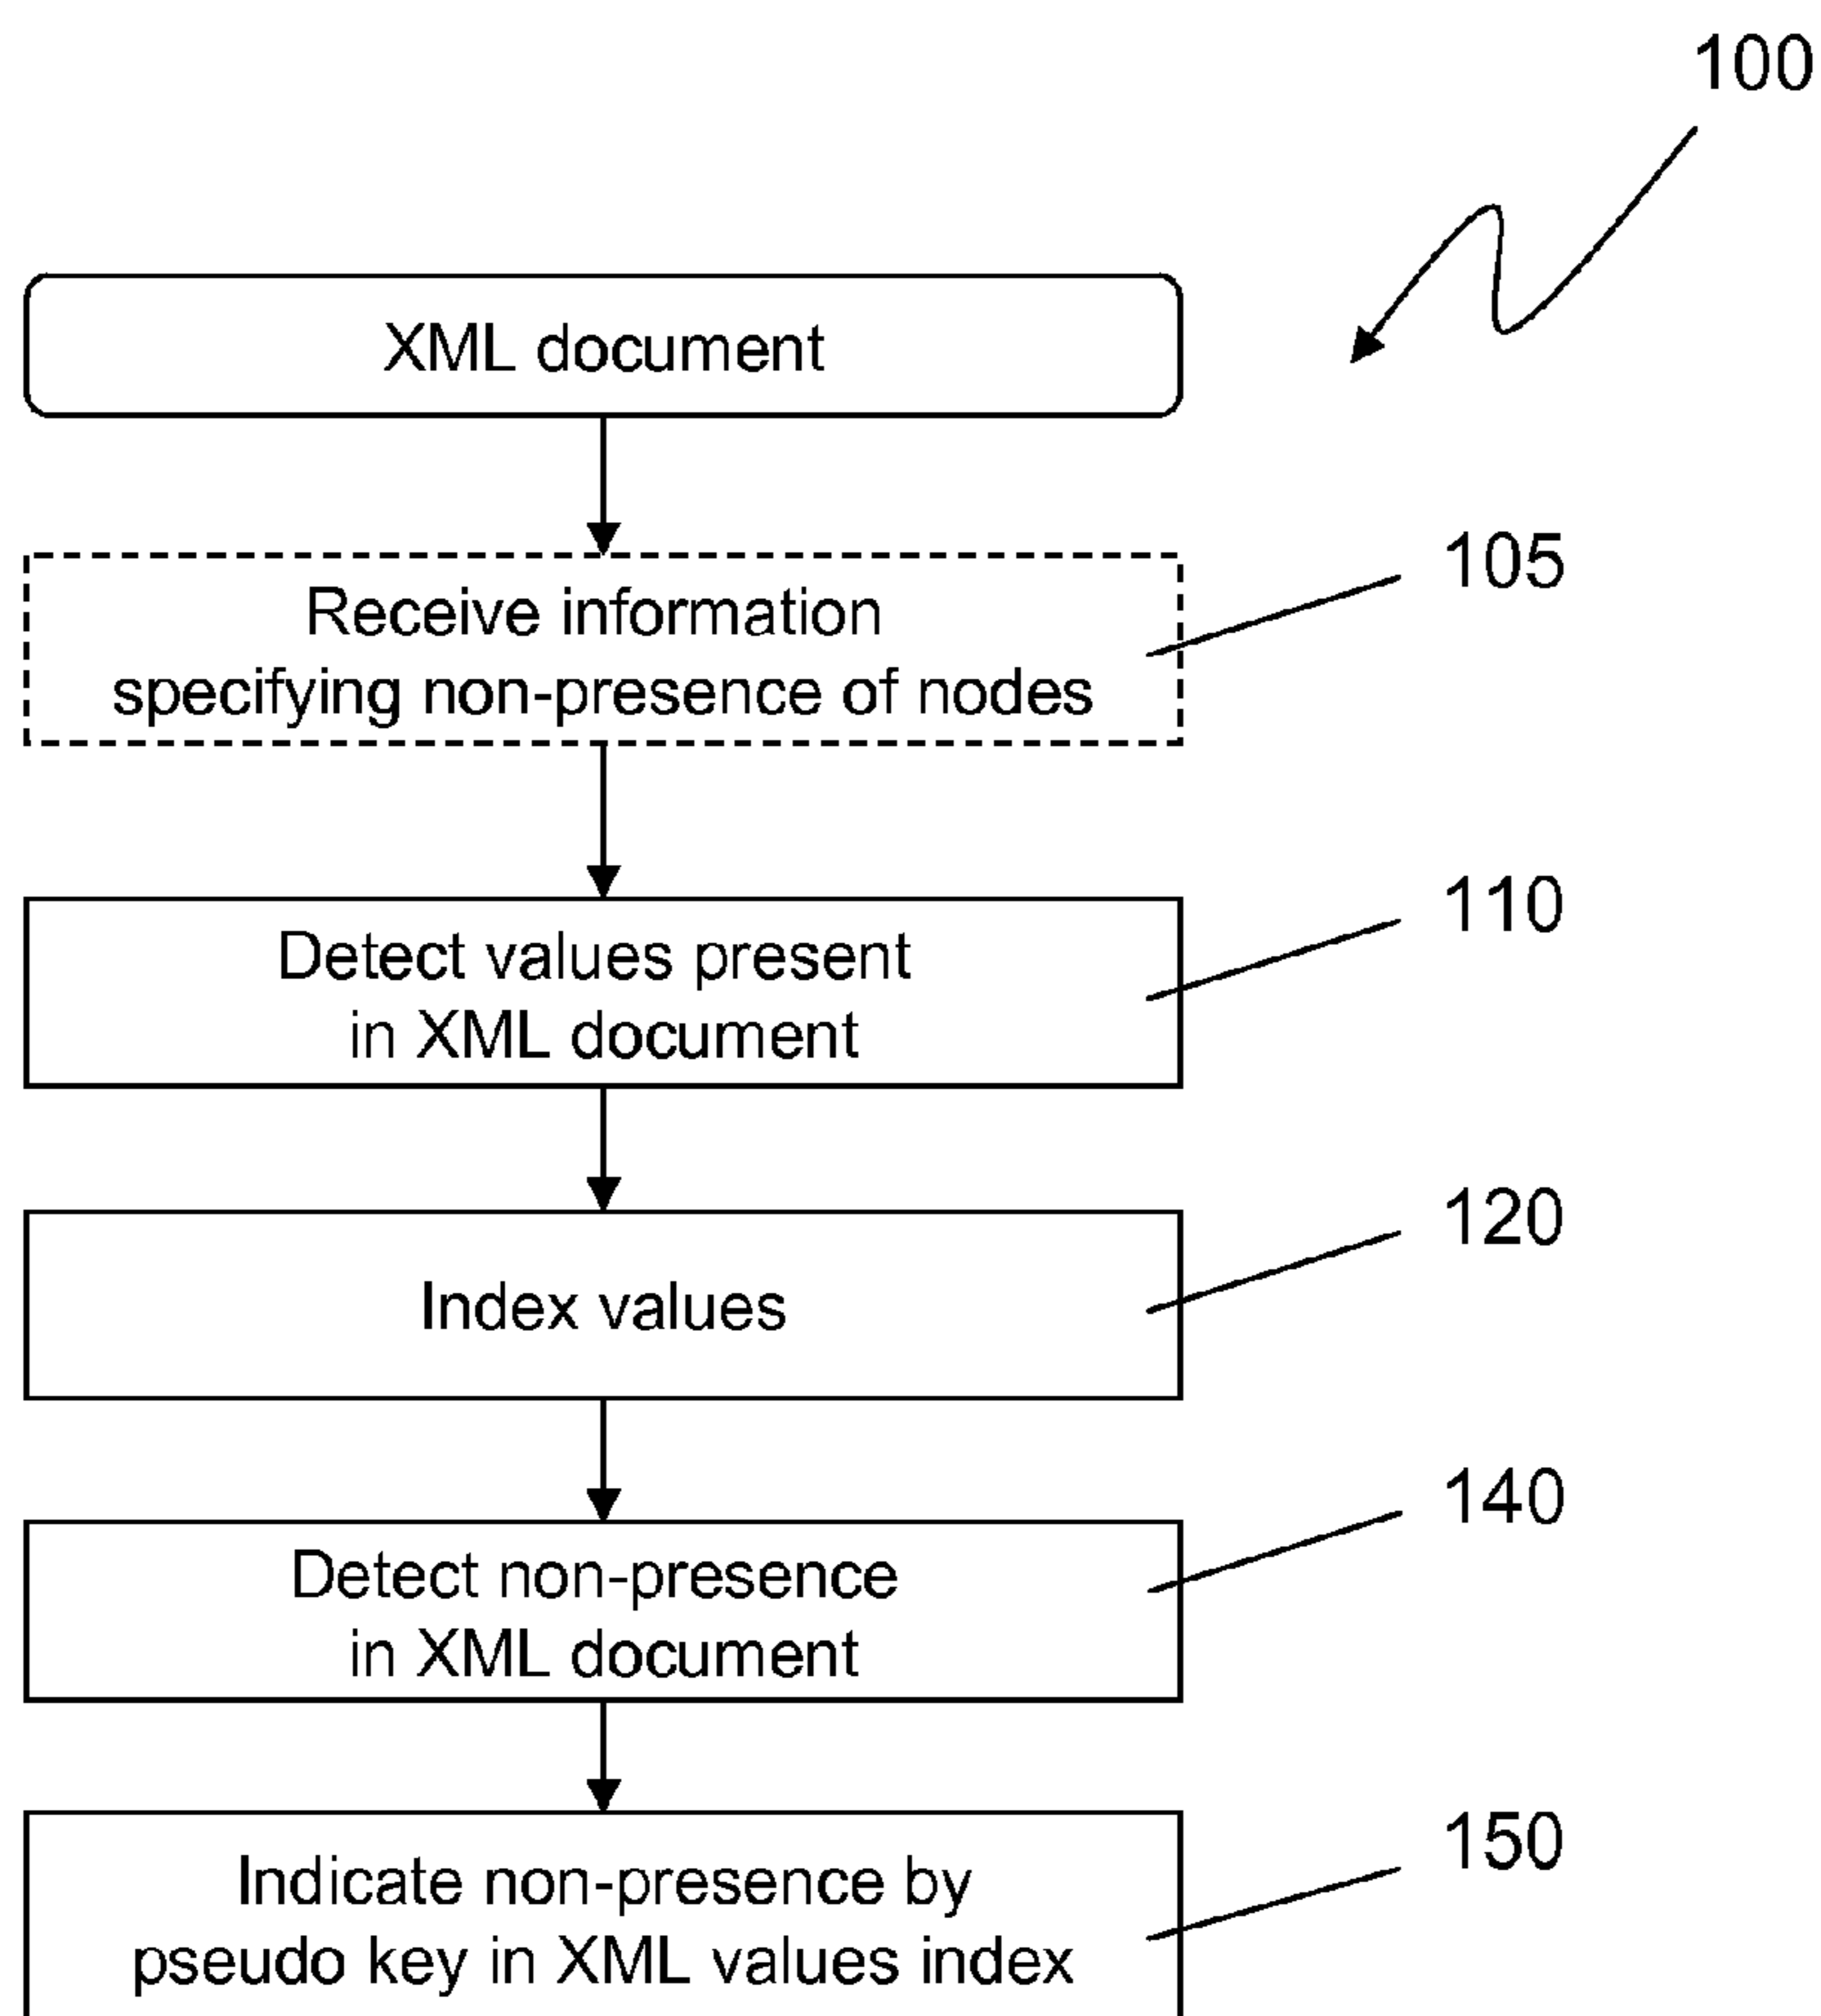 100
XML document
105
Receive information
specifying non-presence of nodes
110
Detect values present
in XML document
120
Index values
140
Detect non-presence
in XML document
150
Indicate non-presence by
pseudo key in XML values index